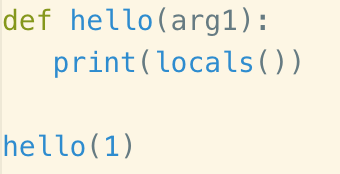 def hello(arg1):
   print(locals())

hello(1)